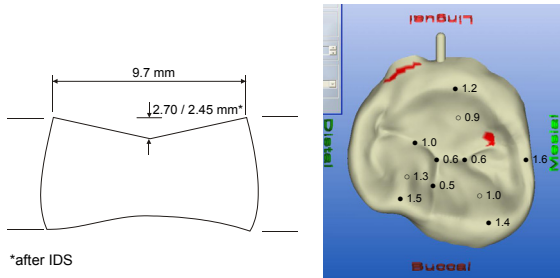 9.7 mm
2.70 / 2.45 mm*
*after IDS
Lingual
1.2
0.9
1.0
0.6
0.6
1.6
1.3
0.5
1.0
1.5
1.4
Distal
Mesial
Buccal